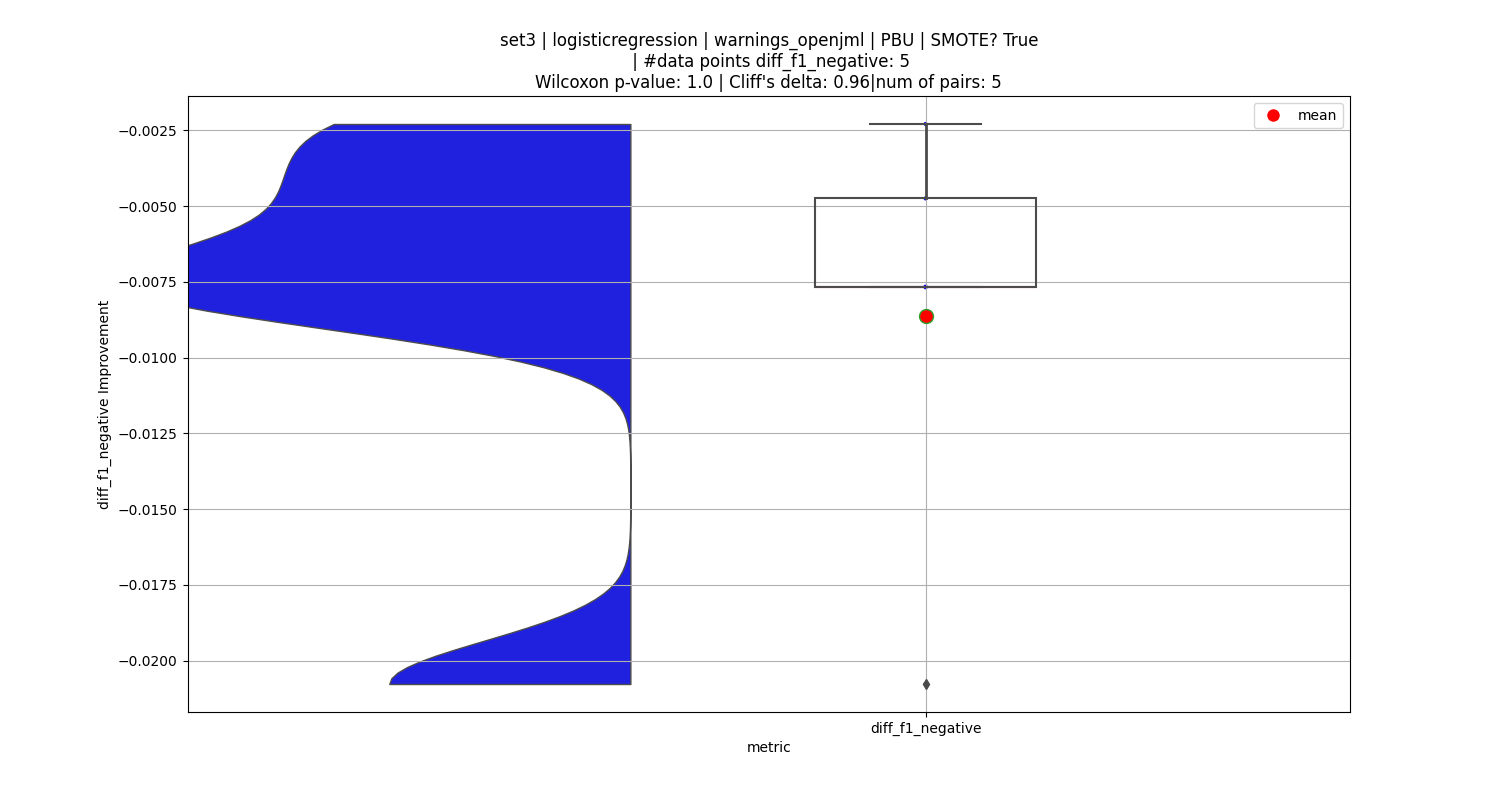 set3 | logisticregression | warnings_openjml | PBU | SMOTE? True
| #data points diff_f1_negative: 5
Wilcoxon p-value: 1.0 | Cliff's delta: 0.96|num of pairs: 5
mean
−0.0025
−0.0050
−0.0075
−0.0100
−0.0125
−0.0150
−0.0175
−0.0200
diff_f1_negative Improvement
diff_f1_negative
metric